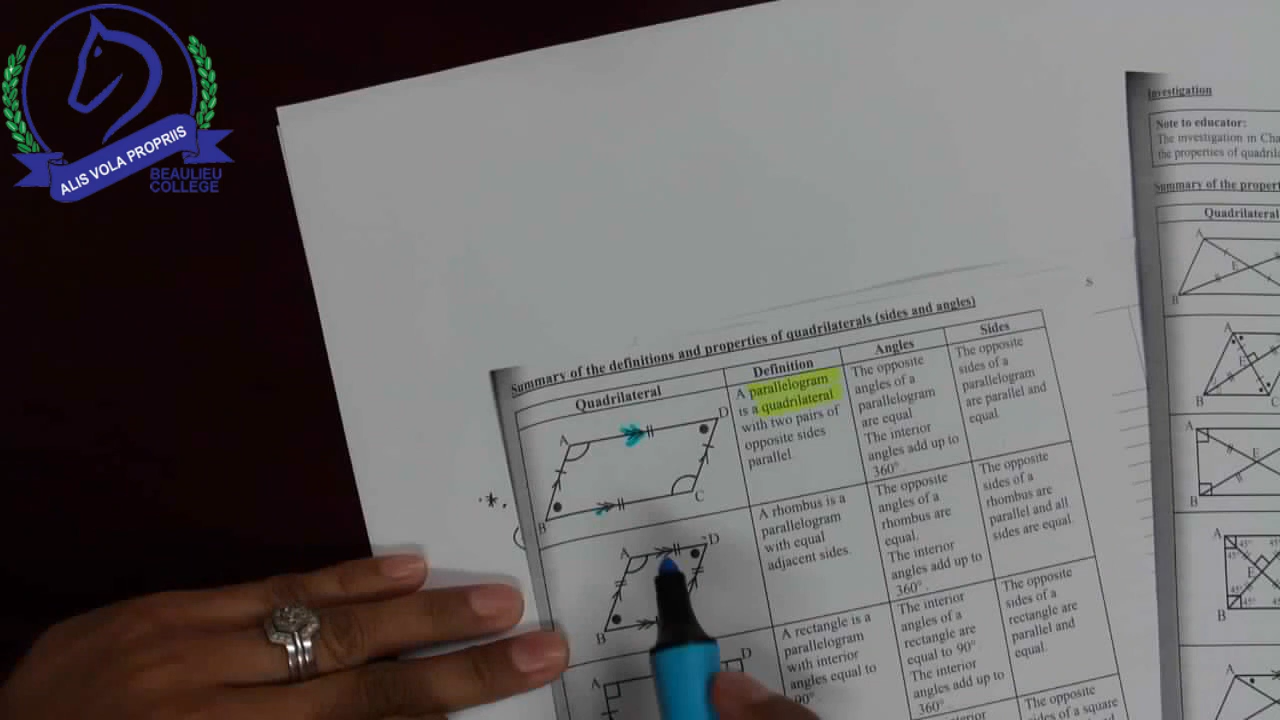 ALIS VOLA PROPRIIS
BEAULIEU
COLLEGE
Summary of the definitions and properties of quadrilaterals (sides and angles)
Quadrilateral
Definition
Angles
Sides
A
D
B
C
A parallelogram
is a quadrilateral
with two pairs of
opposite sides
parallel.
The opposite
angles of a
parallelogram
are equal
The interior
angles add up to
360°
The opposite
sides of a
parallelogram
are parallel and
equal.
A
D
B
A rhombus is a
parallelogram
with equal
adjacent sides.
The opposite
angles of a
rhombus are
equal.
The interior
angles add up to
360°.
The opposite
sides of a
rhombus are
parallel and all
sides are equal.
A
D
A rectangle is a
parallelogram
with interior
angles equal to
90°
The interior
angles of a
rectangle are
equal to 90°
The interior
angles add up to
360°
The opposite
sides of a
rectangle are
parallel and
equal.
The opposite
sides of a square
s
Investigation
Note to educator:
The investigation in Cha
the properties of quadrila
Summary of the propert
Quadrilateral
A
E
B
A
E
B
C
A
E
B
A
45°
45°
E
45°
45°
B
A